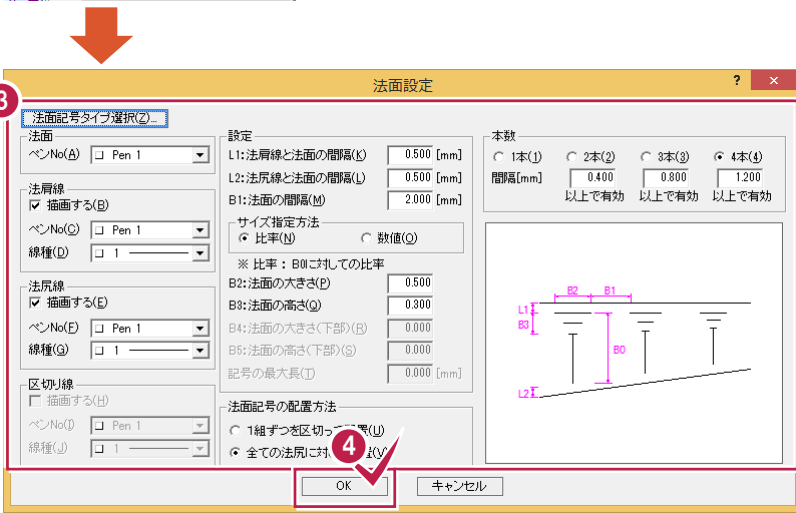 法面設定
? ×
3
法面記号タイプ選択(Z)...
法面
ペンNo(A) Pen 1
法肩線
描画する(B)
ペンNo(C) Pen 1
線種(D) 1
法尻線
描画する(E)
ペンNo(F) Pen 1
線種(G) 1
区切り線
描画する(H)
ペンNo(I) Pen 1
線種(J) 1
設定
L1:法肩線と法面の間隔(K) 0.500 [mm]
L2:法尻線と法面の間隔(L) 0.500 [mm]
B1:法面の間隔(M) 2.000 [mm]
サイズ指定方法
比率(N) 数値(O)
※ 比率：B0に対しての比率
B2:法面の大きさ(P) 0.500
B3:法面の高さ(Q) 0.300
B4:法面の大きさ(下部)(R) 0.000
B5:法面の高さ(下部)(S) 0.000
記号の最大長(T) 0.000 [mm]
法面記号の配置方法
1組ずつを区切って配置(U)
全ての法尻に対
本数
1本(1) 2本(2) 3本(3) 4本(4)
間隔[mm] 0.400 0.800 1.200
以上で有効 以上で有効 以上で有効
B2 B1
L1
B3
B0
L2
4
OK キャンセル